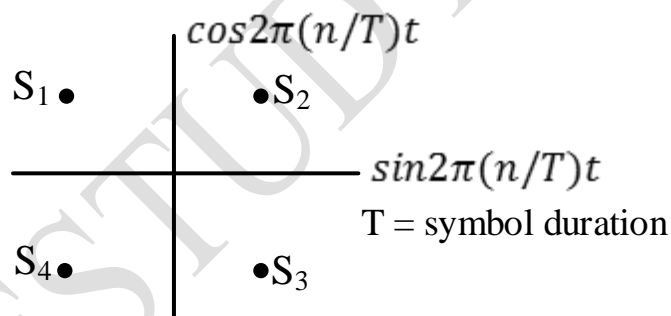 cos2π(n/T)t
S₁
S₂
sin2π(n/T)t
T = symbol duration
S₄
S₃